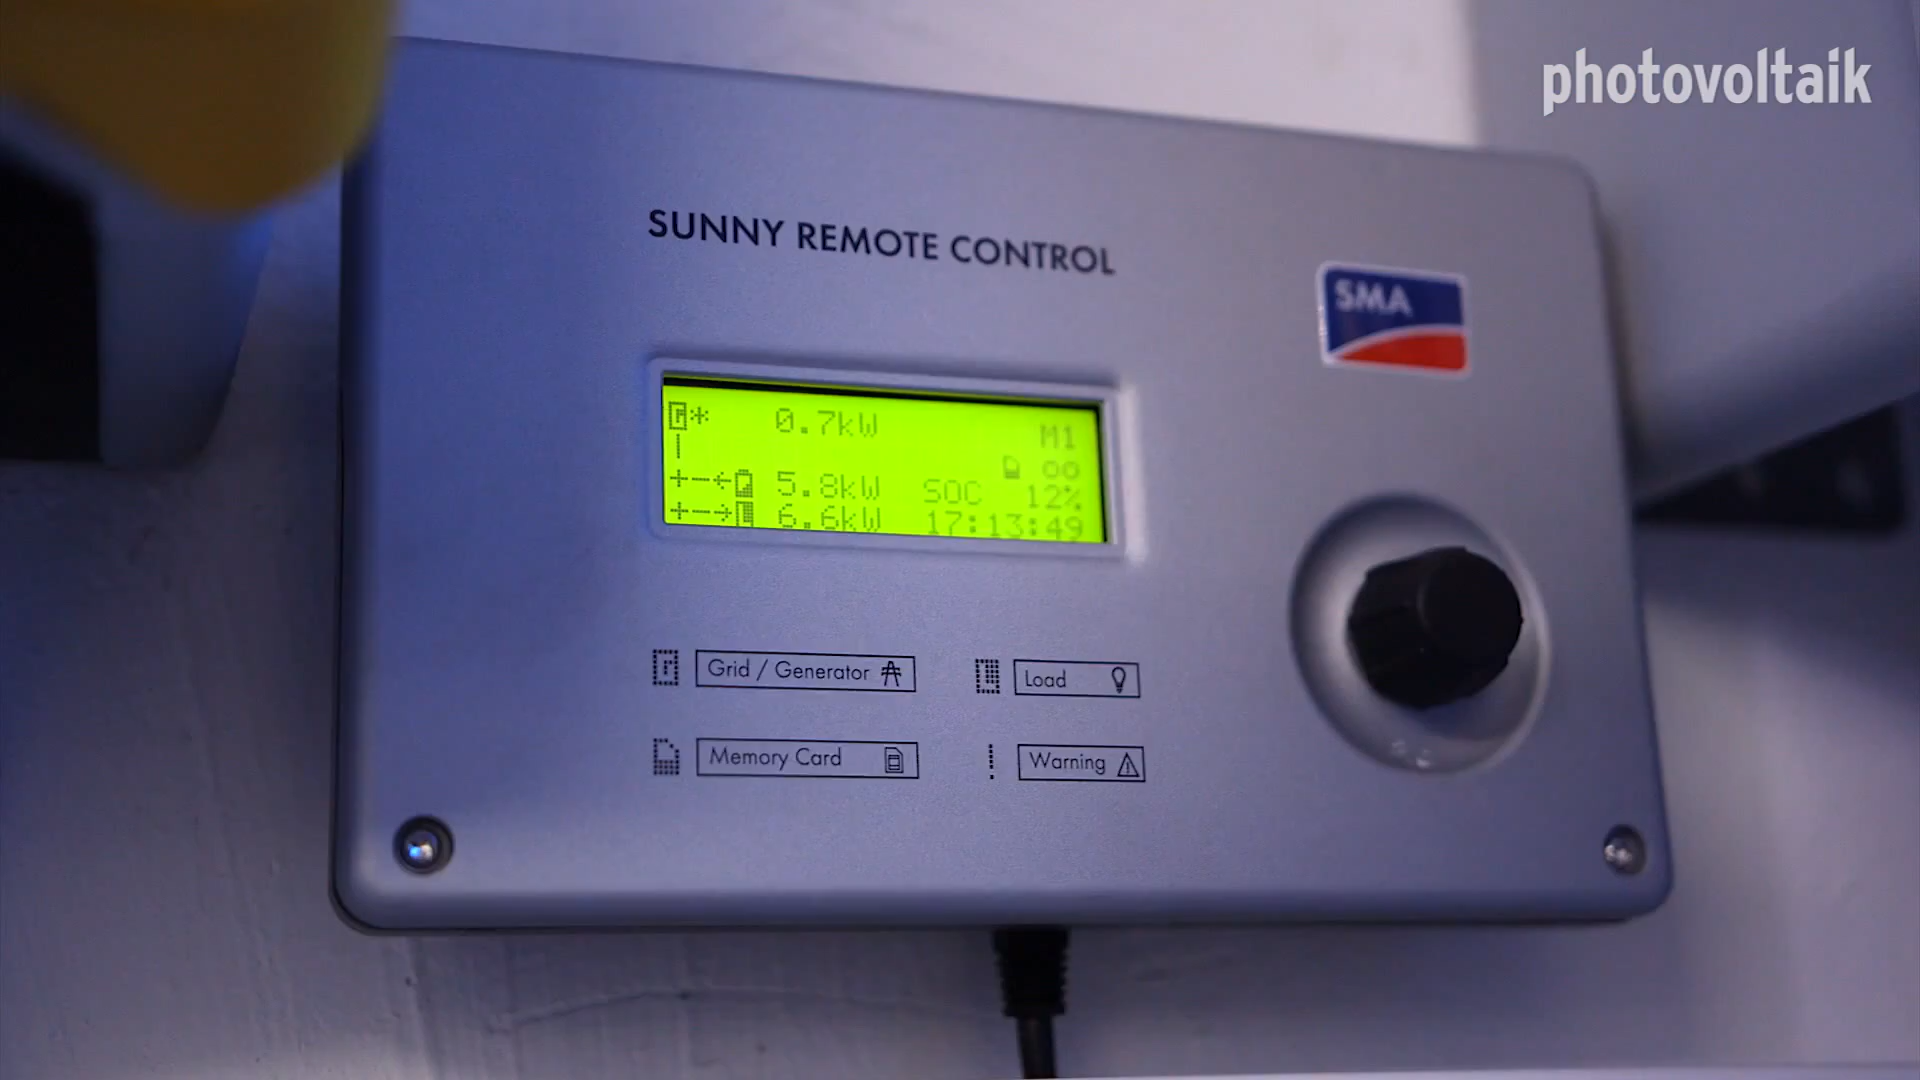 photovoltaik
SUNNY REMOTE CONTROL
SMA
0.7kW M1
oo
5.8kW SOC 12%
6.6kW 17:13:49
Grid / Generator
Load
Memory Card
! Warning